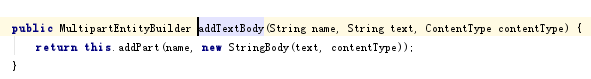 public MultipartEntityBuilder addTextBody(String name, String text, ContentType contentType) {
return this.addPart(name, new StringBody(text, contentType));
}